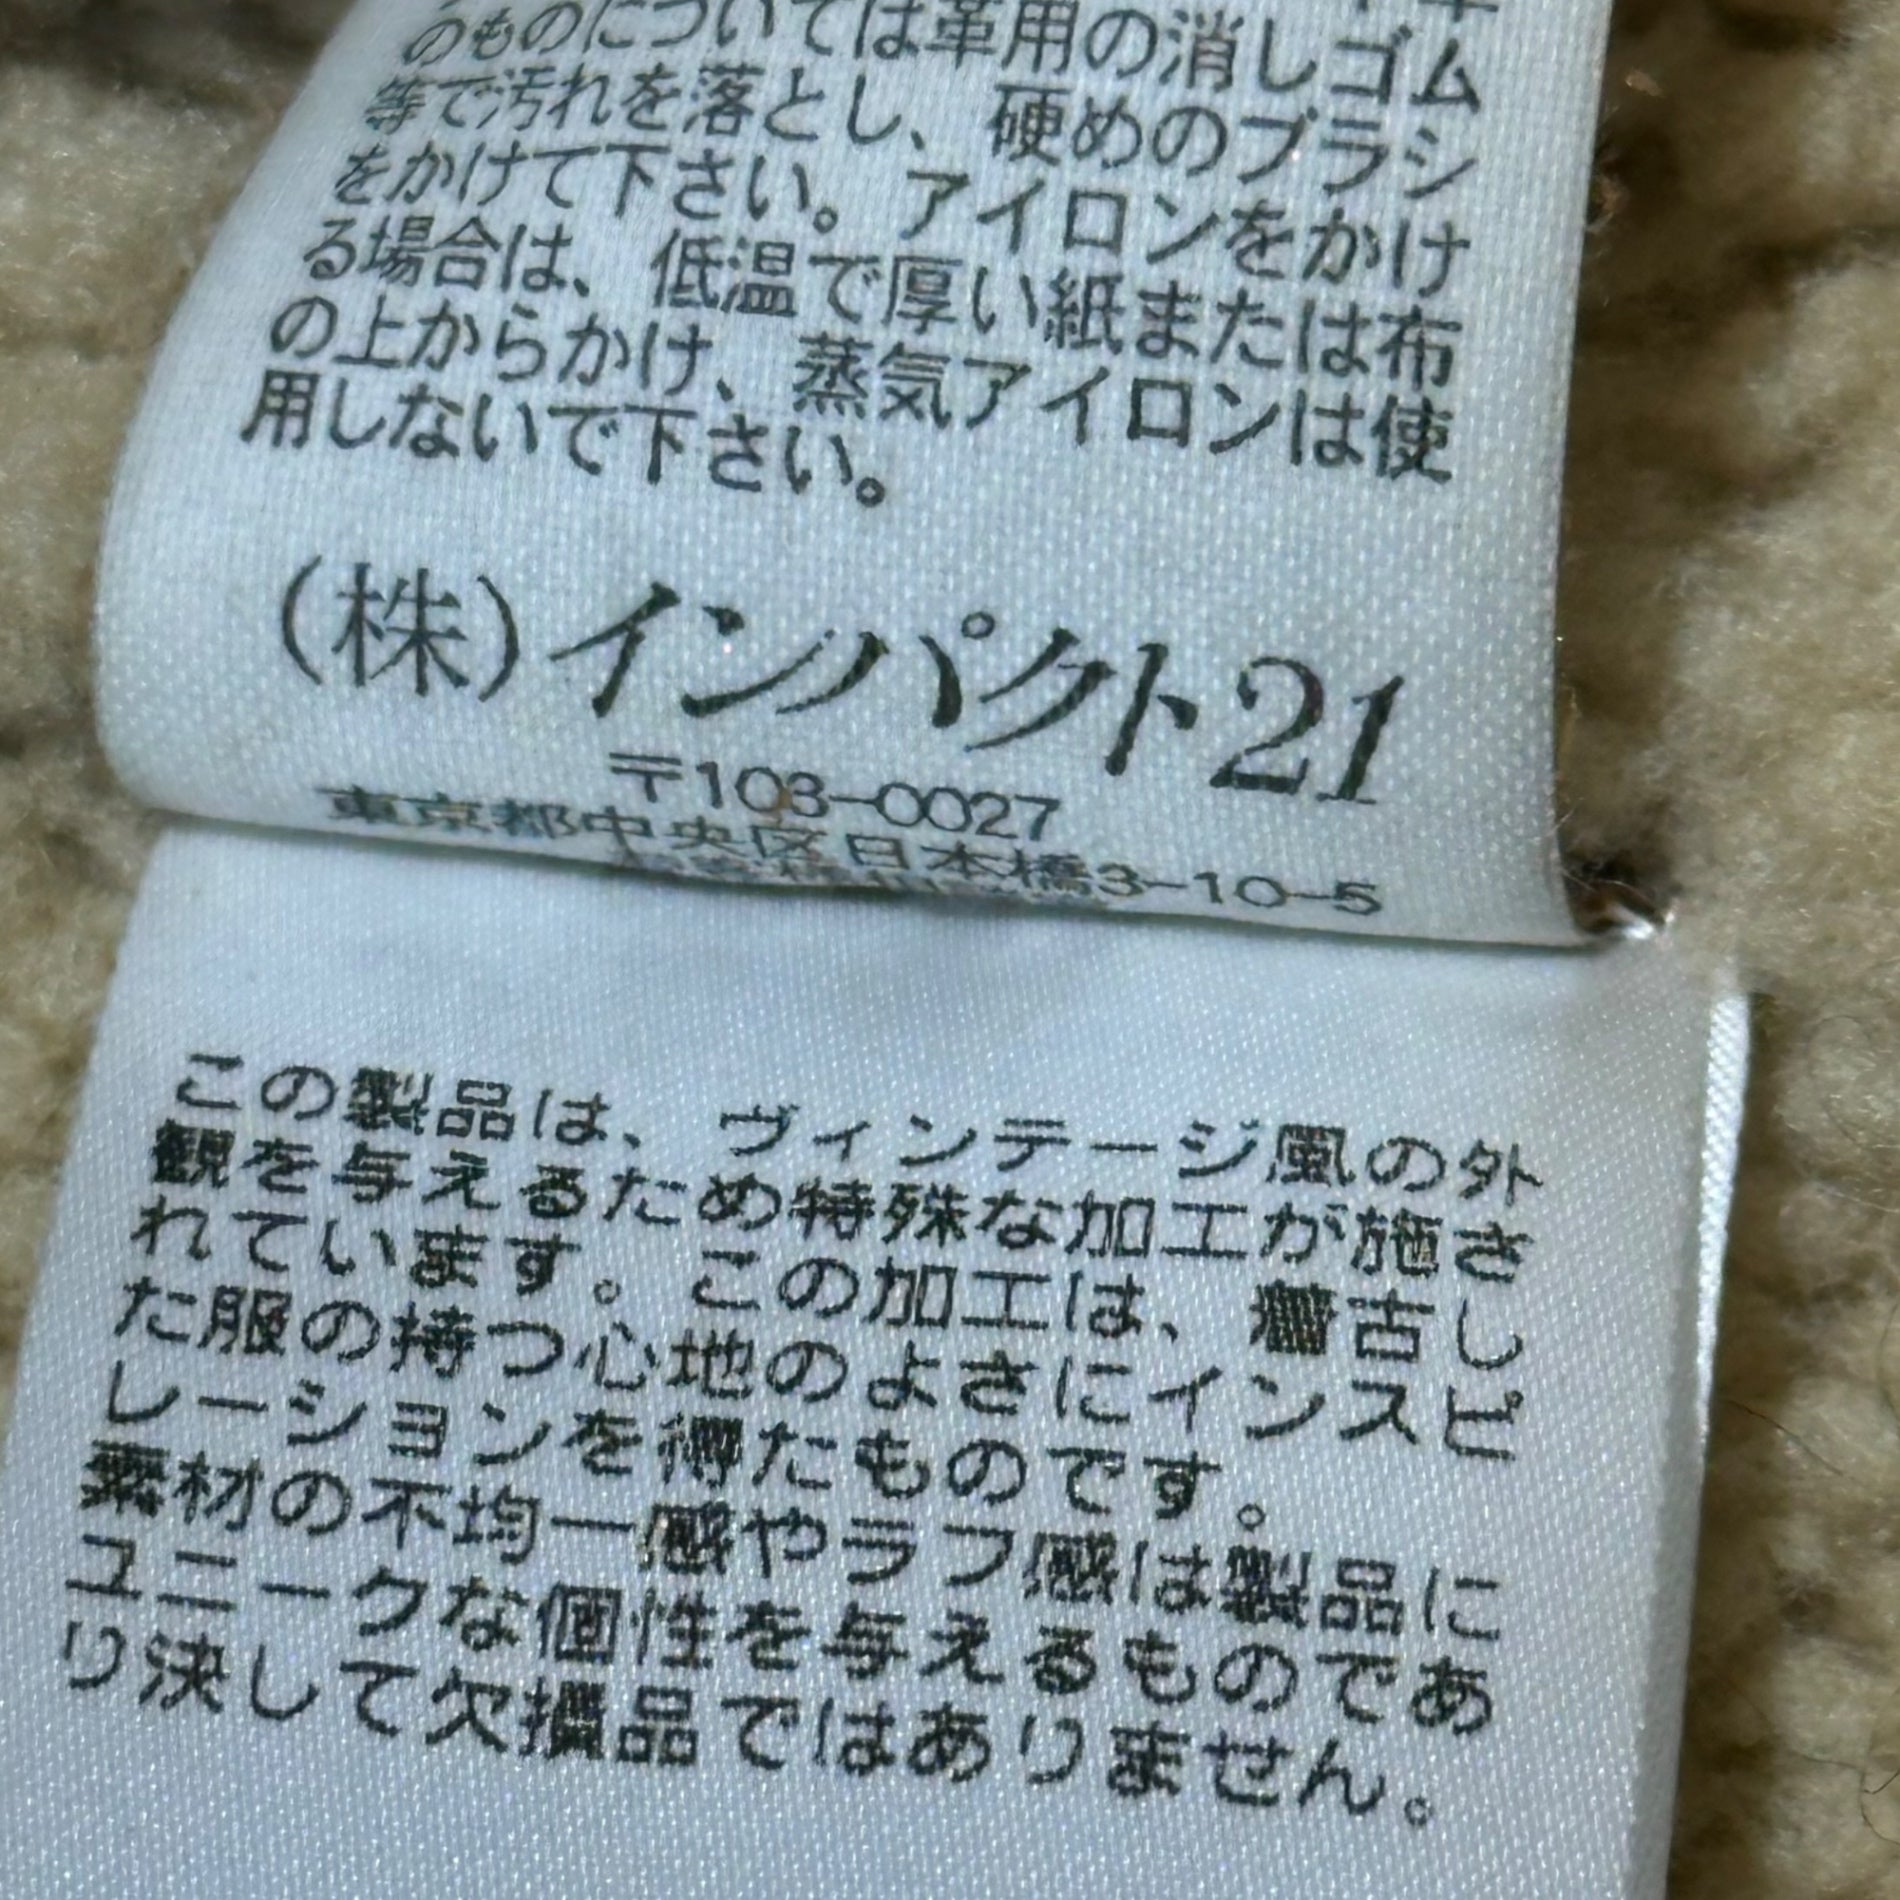 のものについては革用の消しゴム
等で汚れを落とし、硬めのブラシ
をかけて下さい。アイロンをかけ
る場合は、低温で厚い紙または布
の上からかけ、蒸気アイロンは使
用しないで下さい。
(株)インパクト21
〒103-0027
東京都中央区日本橋3-10-5
この製品は、ヴィンテージ風の外
観を与えるため特殊な加工が施さ
れています。この加工は、着古し
た服の持つ心地のよさにインスピ
レーションを得たものです。
素材の不均一感やラフ感は製品に
ユニークな個性を与えるものであ
り決して欠損品ではありません。